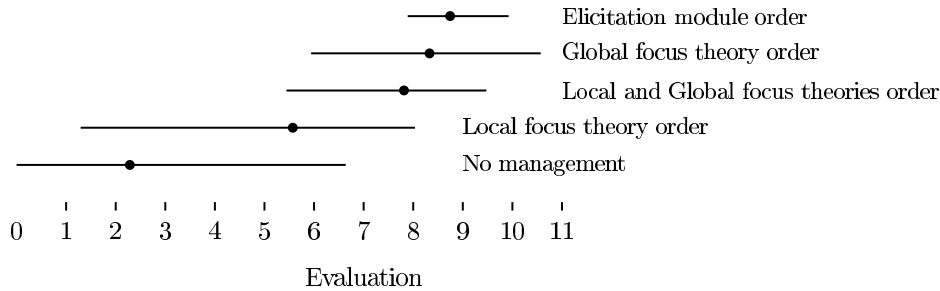 Elicitation module order
Global focus theory order
Local and Global focus theories order
Local focus theory order
No management
0 1 2 3 4 5 6 7 8 9 10 11
Evaluation